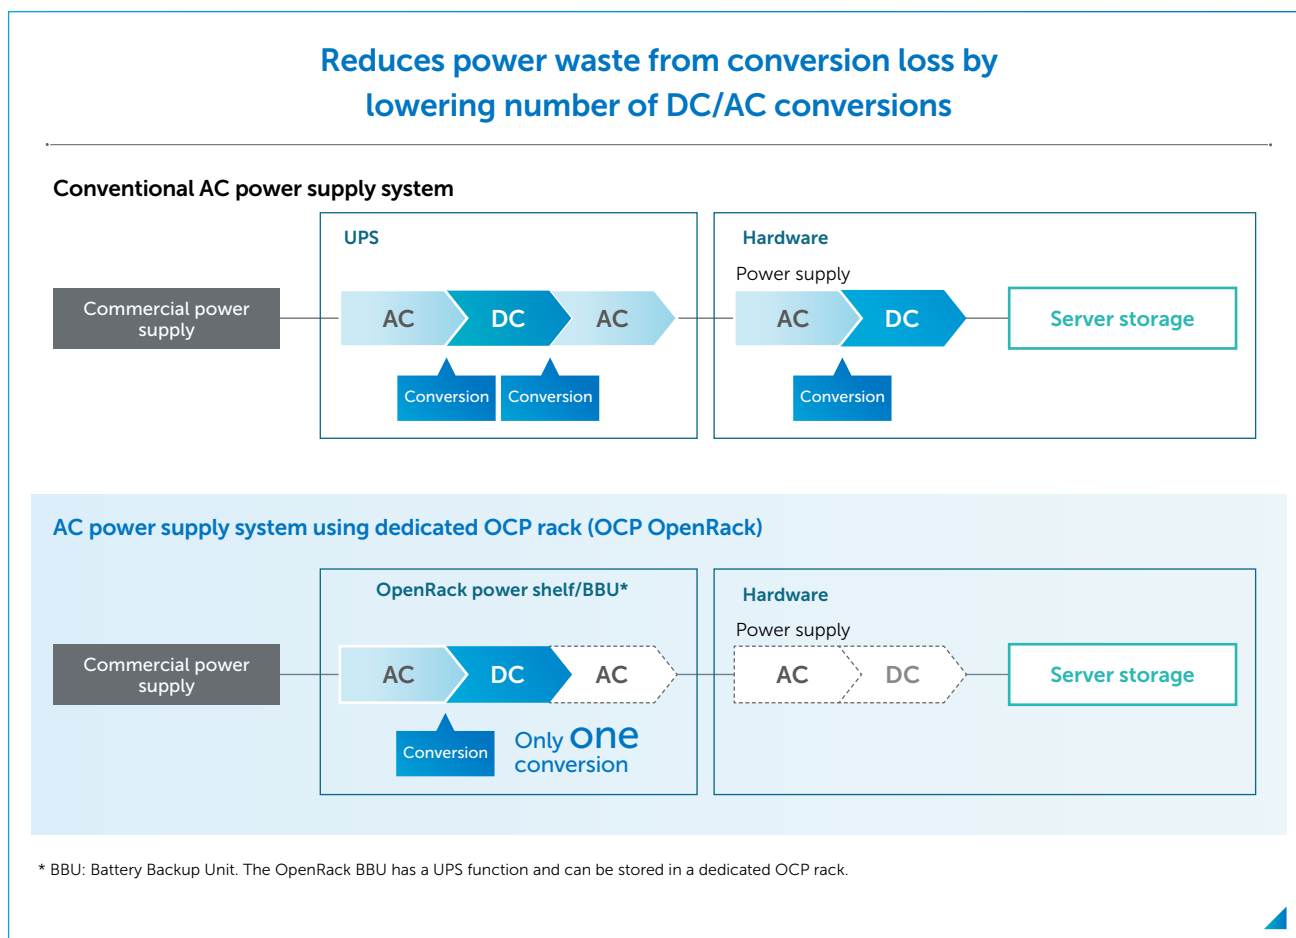 Reduces power waste from conversion loss by
lowering number of DC/AC conversions
Conventional AC power supply system
UPS
Hardware
Power supply
Commercial power
supply
AC
DC
AC
AC
DC
Server storage
Conversion
Conversion
Conversion
AC power supply system using dedicated OCP rack (OCP OpenRack)
OpenRack power shelf/BBU*
Hardware
Power supply
Commercial power
supply
AC
DC
AC
AC
DC
Server storage
Conversion
Only one
conversion
* BBU: Battery Backup Unit. The OpenRack BBU has a UPS function and can be stored in a dedicated OCP rack.